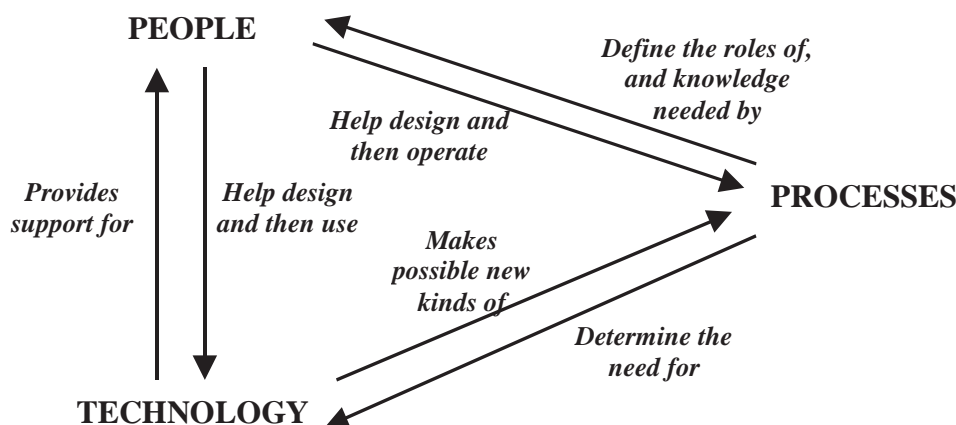 PEOPLE
Define the roles of,
and knowledge
needed by
Help design and
then operate
Provides
support for
Help design
and then use
PROCESSES
Makes
possible new
kinds of
Determine the
need for
TECHNOLOGY